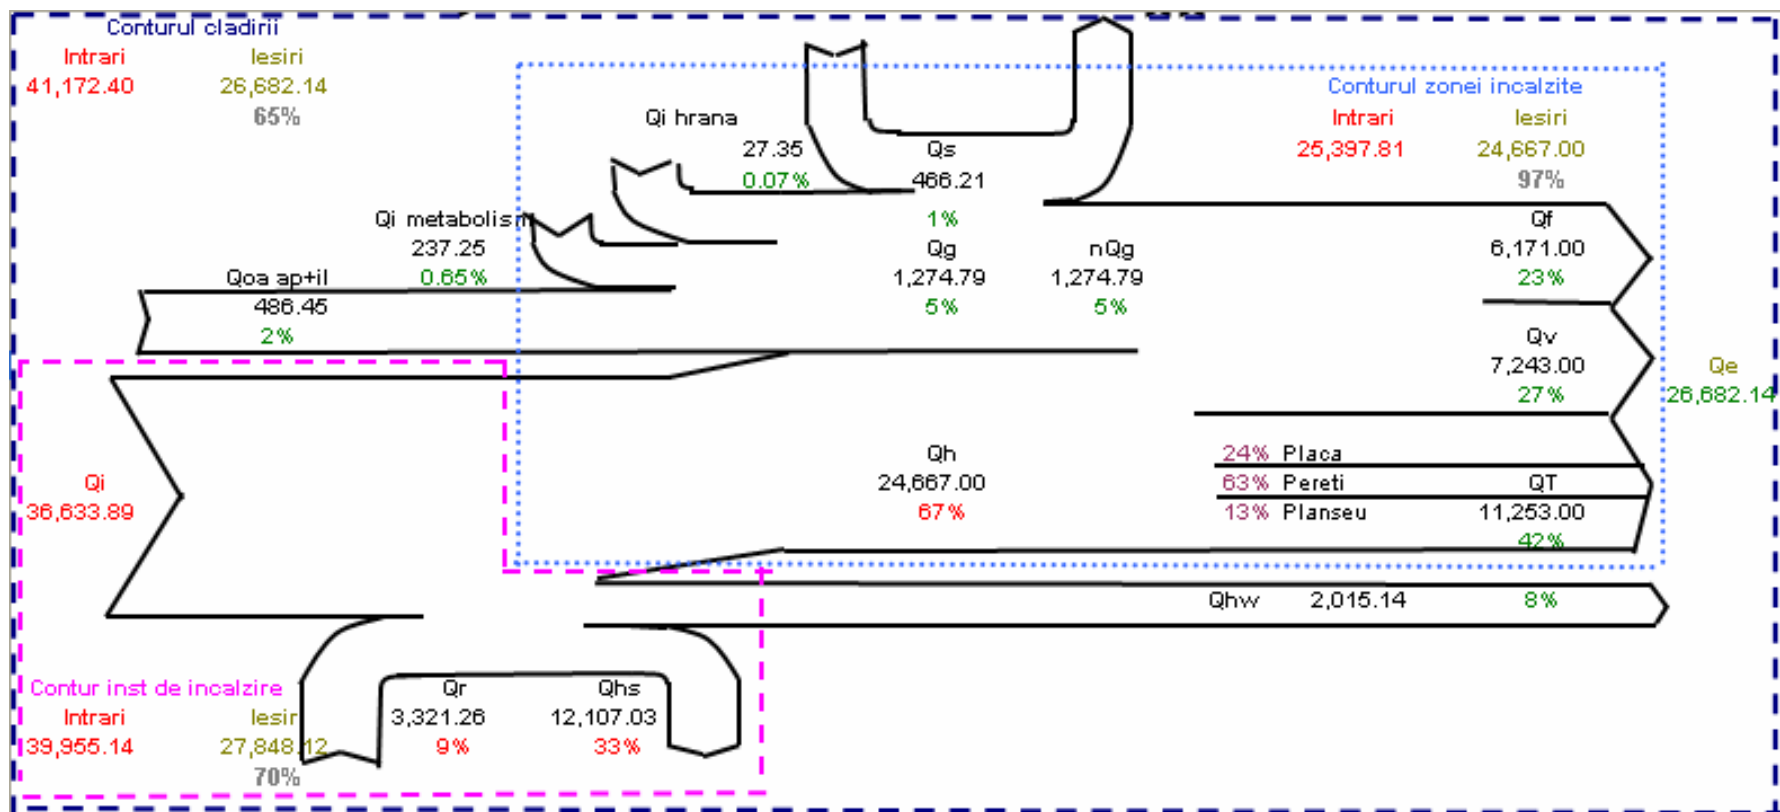 Conturul cladirii
Intrari Iesiri
41,172.40 26,682.14
65%
Conturul zonei incalzite
Intrari Iesiri
25,397.81 24,667.00
97%
Qi hrana
27.35
0.07%
Qs
466.21
1%
Qi metabolism
237.25
0.65%
Qoa ap+il
486.45
2%
Qg nQg
1,274.79 1,274.79
5% 5%
Qf
6,171.00
23%
Qv
7,243.00
27%
Qe
26,682.14
Qh
24,667.00
67%
24% Placa
63% Pereti QT
13% Planseu 11,253.00
42%
Qi
36,633.89
Qhw 2,015.14 8%
Contur inst de incalzire
Intrari Iesir
39,955.14 27,848.12
70%
Qr Qhs
3,321.26 12,107.03
9% 33%